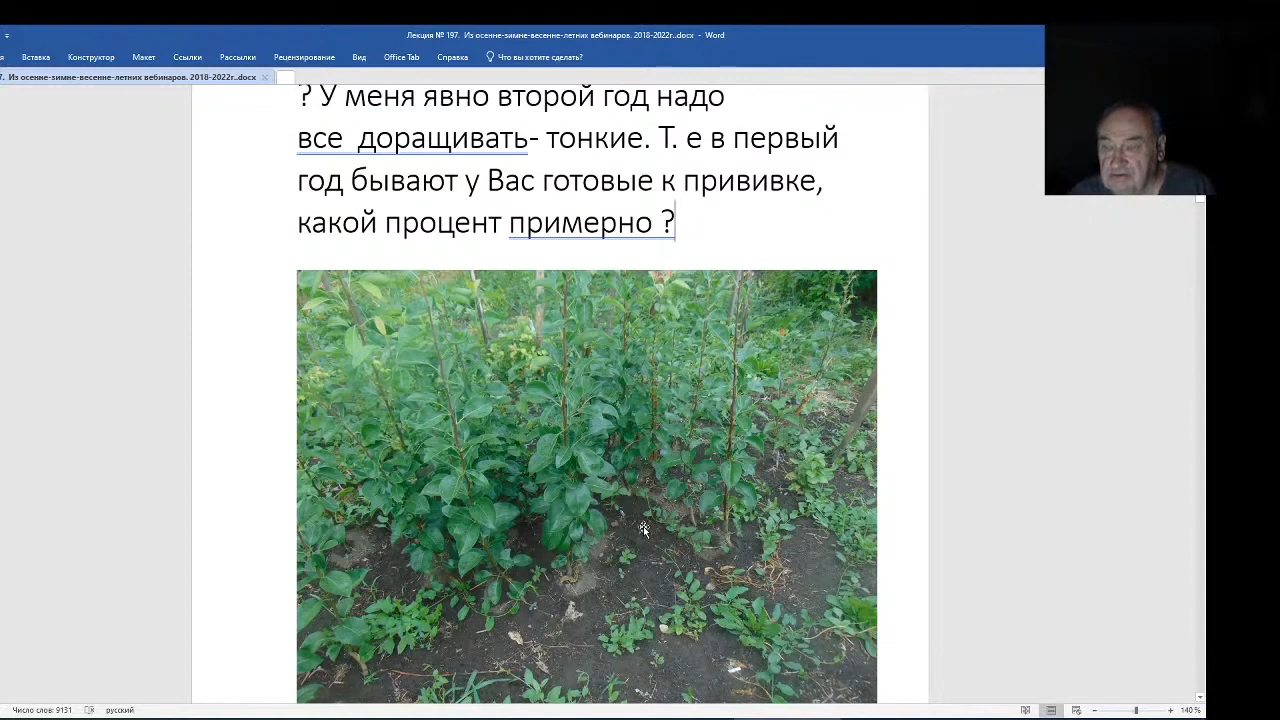 Лекция № 197. Из осенне-зимне-весенне-летних вебинаров. 2018-2022г..docx - Word
Вставка Конструктор Макет Ссылки Рассылки Рецензирование Вид Office Tab Справка Что вы хотите сделать?
7. Из осенне-зимне-весенне-летних вебинаров. 2018-2022г..docx
? У меня явно второй год надо
все доращивать- тонкие. Т. е в первый
год бывают у Вас готовые к прививке,
какой процент примерно ?
Число слов: 9131 русский 140 %